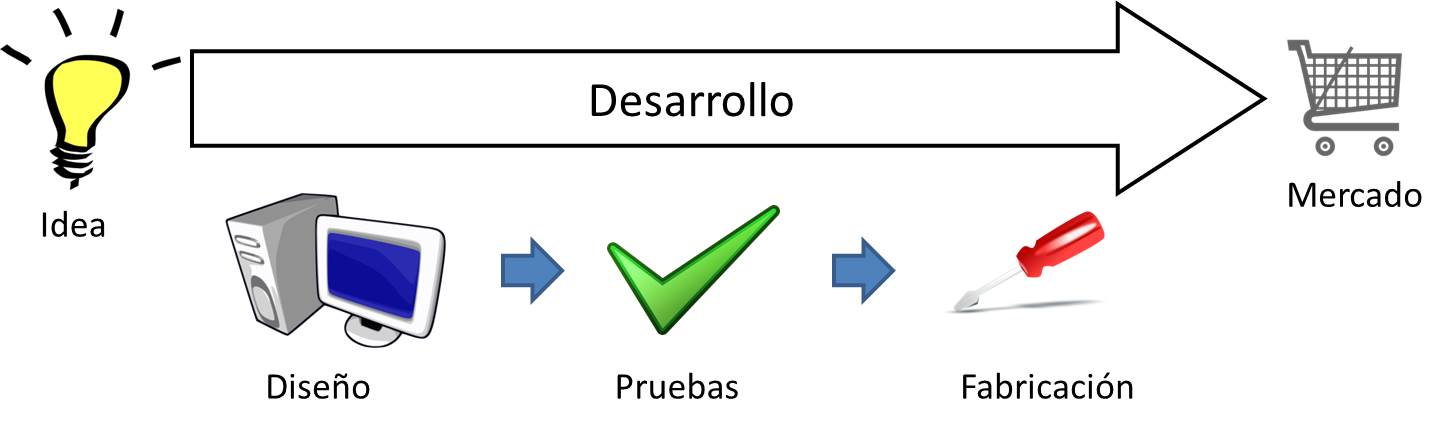 Desarrollo
Idea
Mercado
Diseño
Pruebas
Fabricación